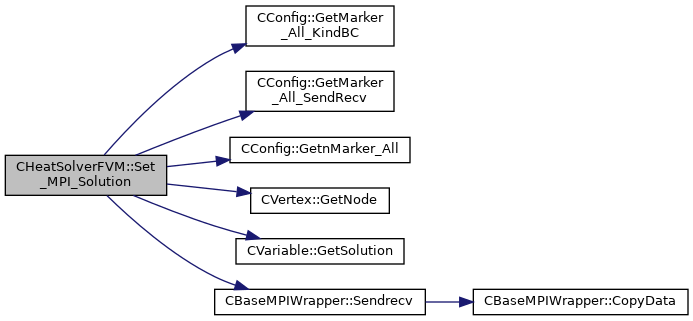 CHeatSolverFVM::Set
_MPI_Solution
CConfig::GetMarker
_All_KindBC
CConfig::GetMarker
_All_SendRecv
CConfig::GetnMarker_All
CVertex::GetNode
CVariable::GetSolution
CBaseMPIWrapper::Sendrecv
CBaseMPIWrapper::CopyData